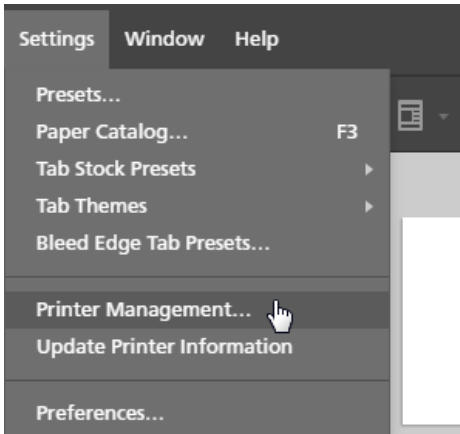 Settings Window Help
Presets...
Paper Catalog... F3
Tab Stock Presets
Tab Themes
Bleed Edge Tab Presets...
Printer Management...
Update Printer Information
Preferences...